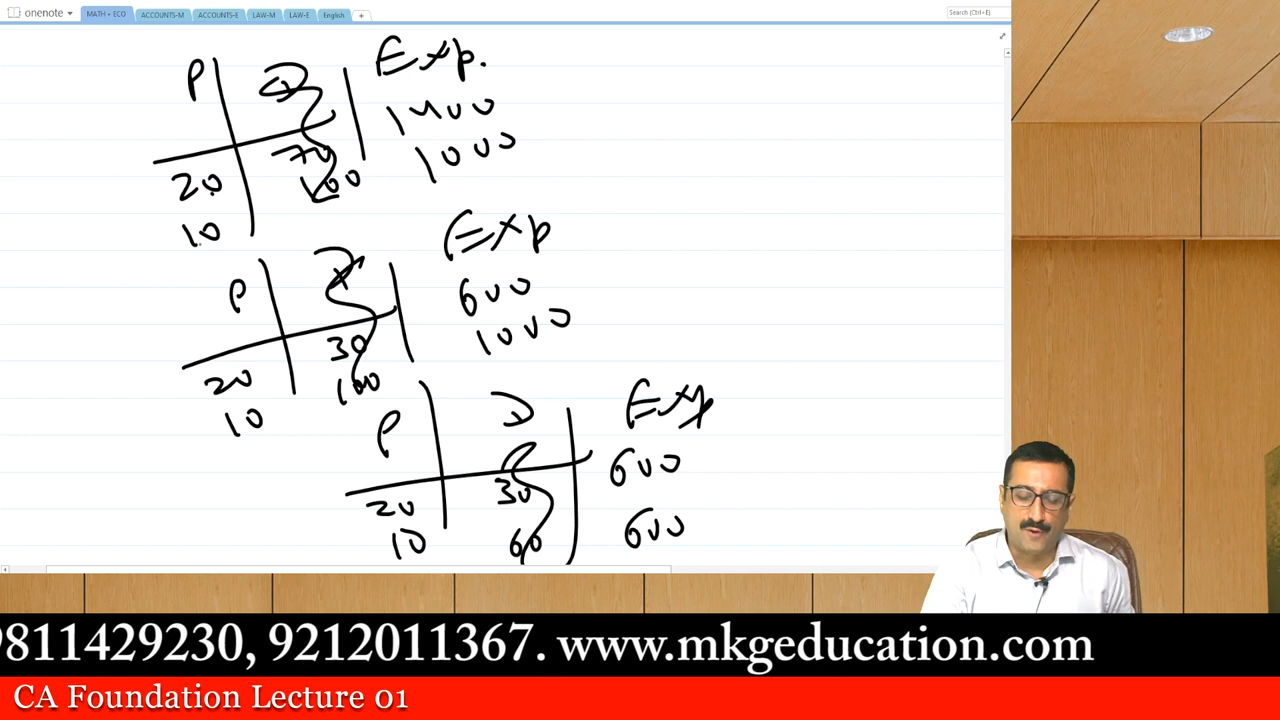 onenote
MATH + ECO ACCOUNTS-M ACCOUNTS-E LAW-M LAW-E English +
Search (Ctrl+E)
P D Exp.
20 70 1400
10 100 1000
P D Exp
20 30 600
10 100 1000
P D Exp
20 30 600
10 60 600
9811429230, 9212011367. www.mkgeducation.com
CA Foundation Lecture 01